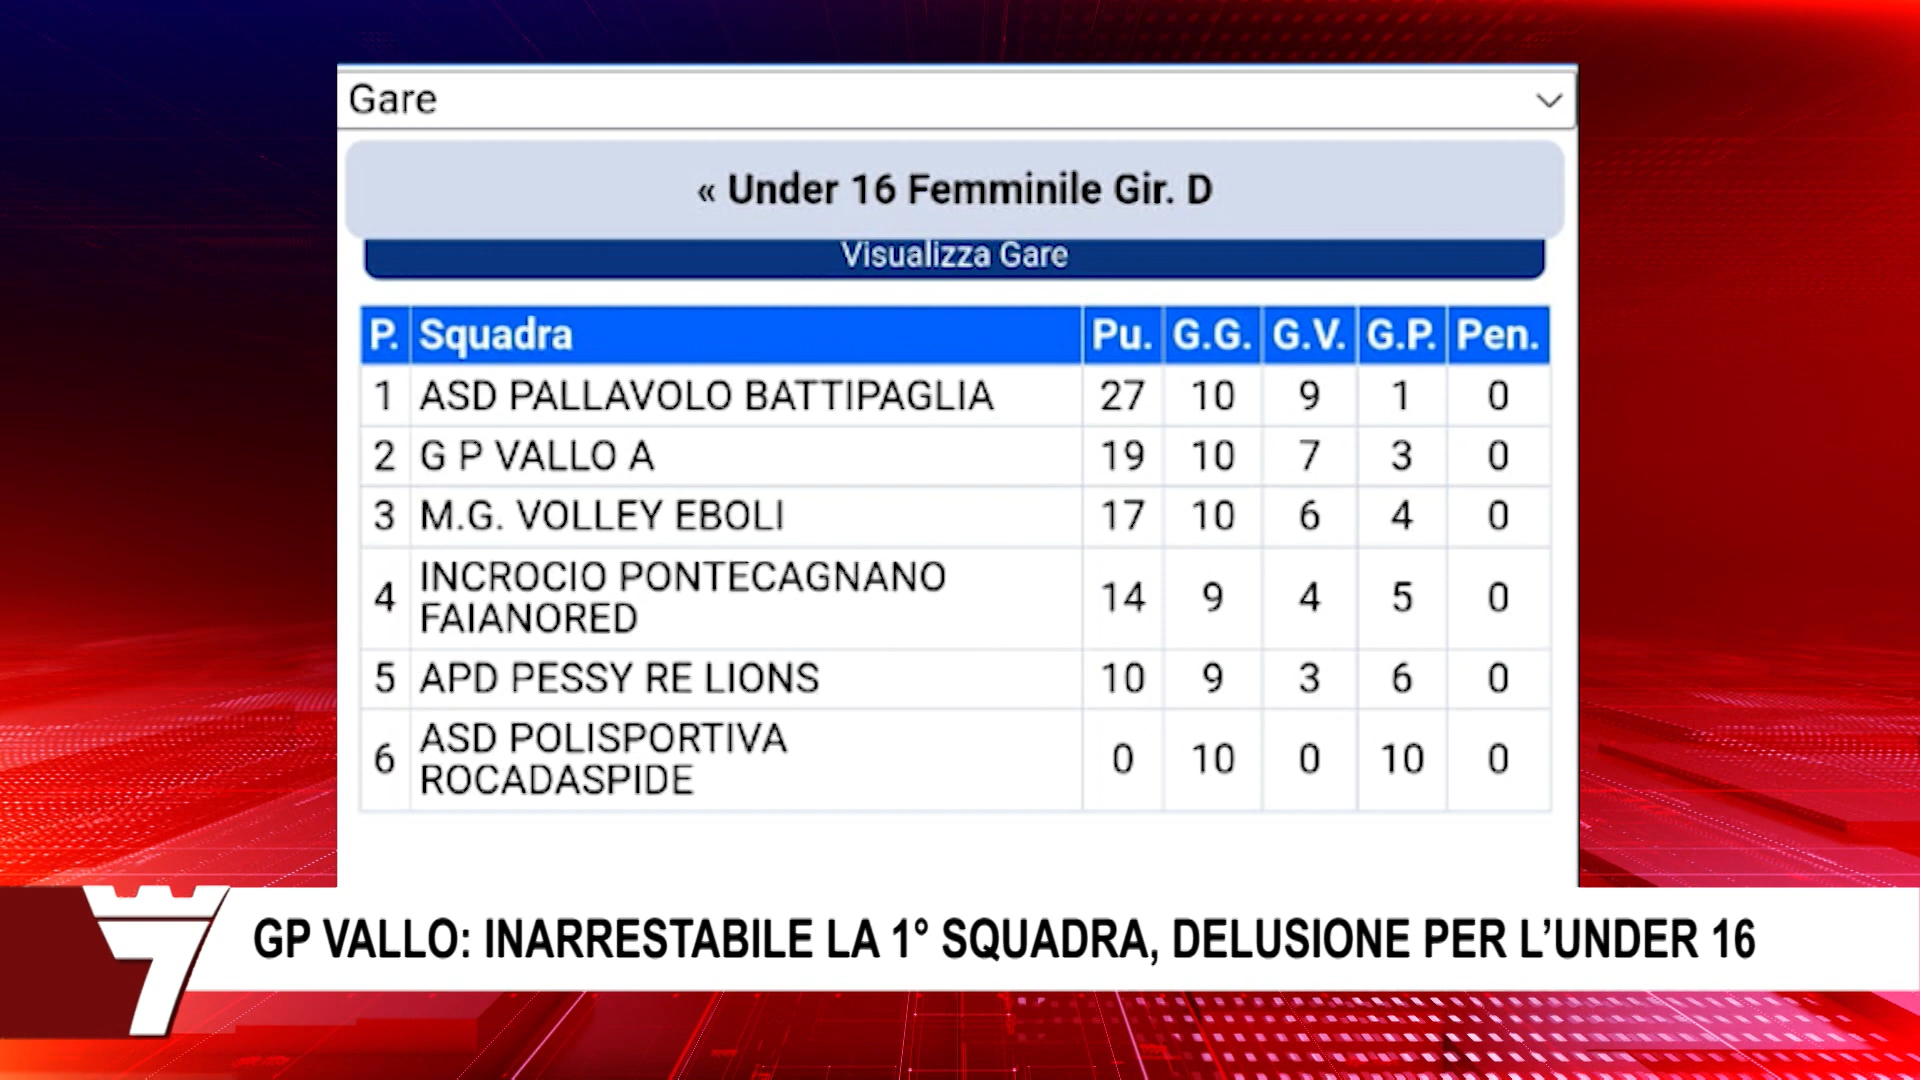 Gare
« Under 16 Femminile Gir. D
Visualizza Gare
P. Squadra Pu. G.G. G.V. G.P. Pen.
1 ASD PALLAVOLO BATTIPAGLIA 27 10 9 1 0
2 G P VALLO A 19 10 7 3 0
3 M.G. VOLLEY EBOLI 17 10 6 4 0
4 INCROCIO PONTECAGNANO
FAIANORED 14 9 4 5 0
5 APD PESSY RE LIONS 10 9 3 6 0
6 ASD POLISPORTIVA
ROCADASPIDE 0 10 0 10 0
7 GP VALLO: INARRESTABILE LA 1° SQUADRA, DELUSIONE PER L'UNDER 16